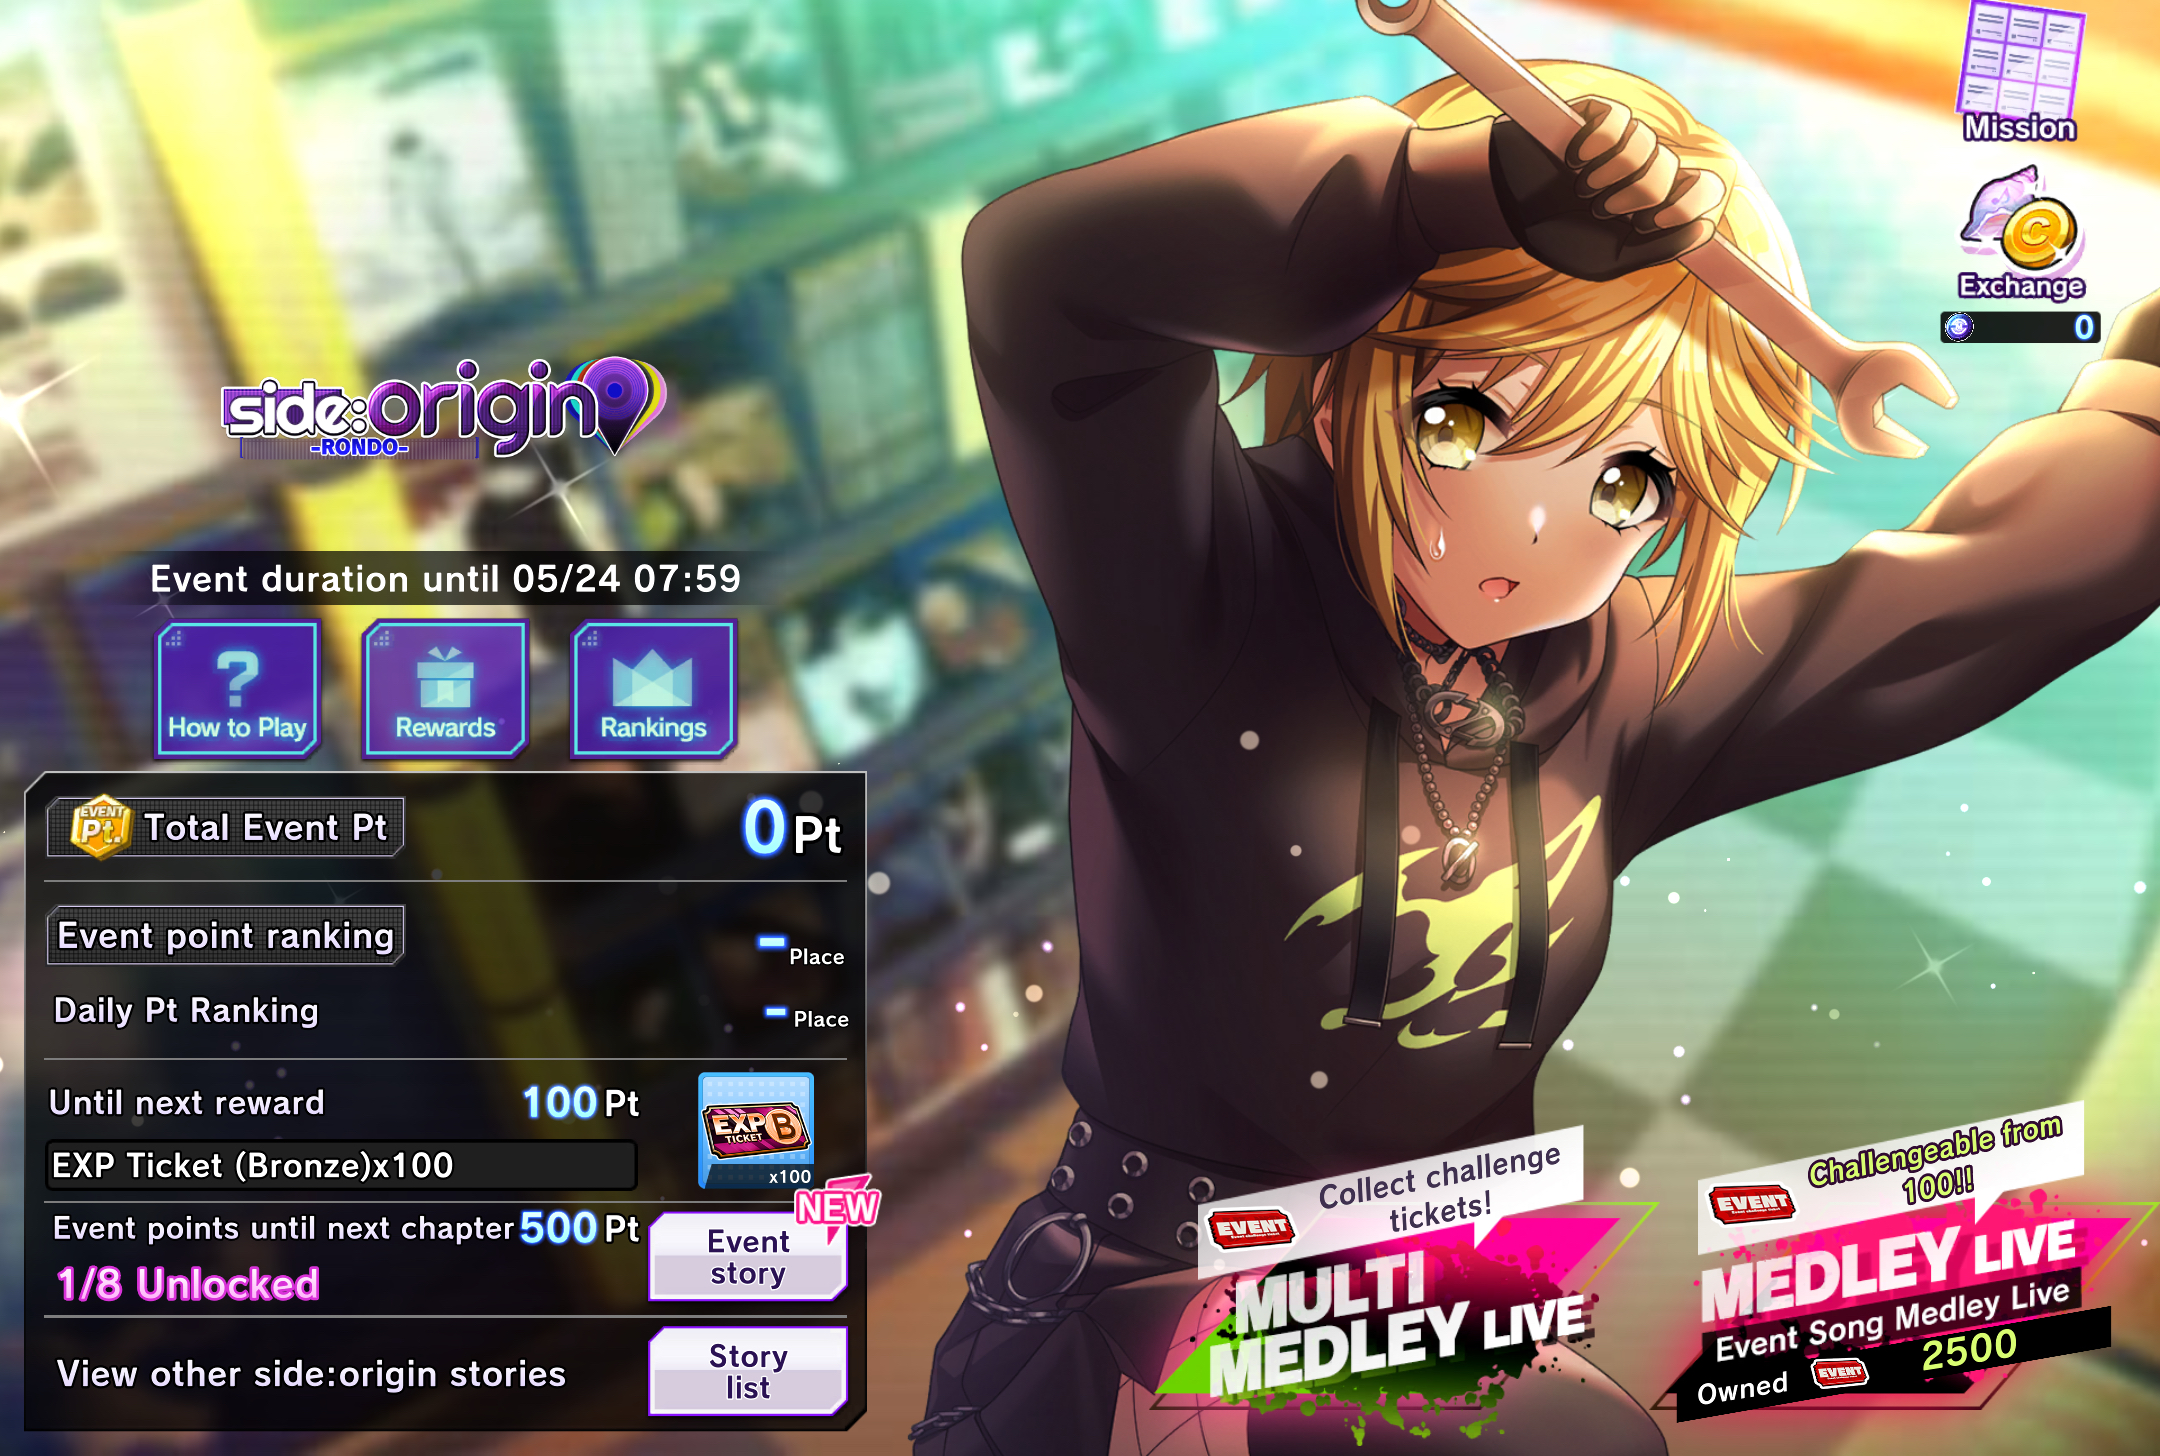 Mission
Exchange
0
side:origin
-RONDO-
Event duration until 05/24 07:59
?
How to Play
Rewards
Rankings
EVENT Pt. Total Event Pt
0 Pt
Event point ranking
- Place
Daily Pt Ranking
- Place
Until next reward 100 Pt
EXP TICKET B
x100
EXP Ticket (Bronze)x100
Event points until next chapter 500 Pt
1/8 Unlocked
NEW
Event
story
View other side:origin stories
Story
list
EVENT
Collect challenge
tickets!
MULTI
MEDLEY LIVE
EVENT
Challengeable from
100!!
MEDLEY LIVE
Event Song Medley Live
Owned EVENT 2500